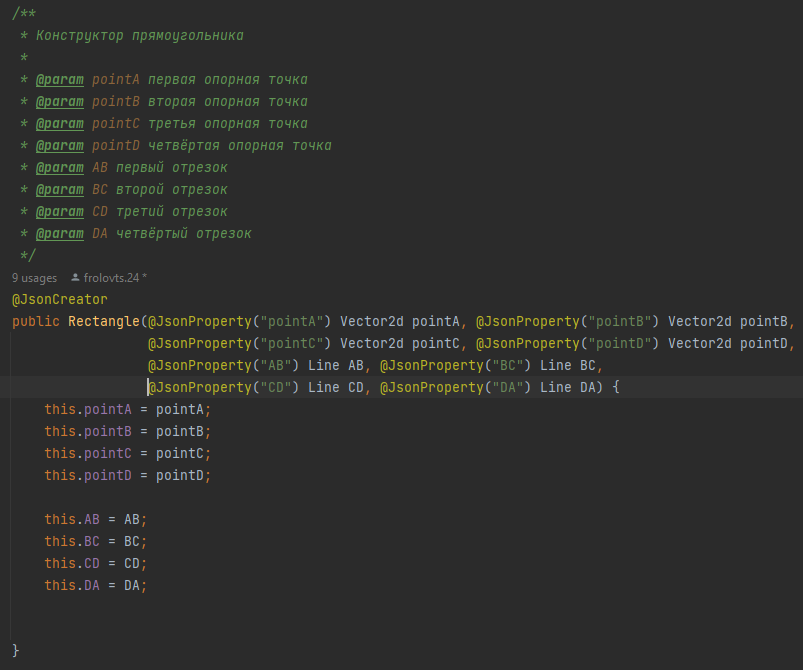 /**
* Конструктор прямоугольника
*
* @param pointA первая опорная точка
* @param pointB вторая опорная точка
* @param pointC третья опорная точка
* @param pointD четвёртая опорная точка
* @param AB первый отрезок
* @param BC второй отрезок
* @param CD третий отрезок
* @param DA четвёртый отрезок
*/
9 usages frolovts.24 *
@JsonCreator
public Rectangle(@JsonProperty("pointA") Vector2d pointA, @JsonProperty("pointB") Vector2d pointB,
@JsonProperty("pointC") Vector2d pointC, @JsonProperty("pointD") Vector2d pointD,
@JsonProperty("AB") Line AB, @JsonProperty("BC") Line BC,
@JsonProperty("CD") Line CD, @JsonProperty("DA") Line DA) {
this.pointA = pointA;
this.pointB = pointB;
this.pointC = pointC;
this.pointD = pointD;
this.AB = AB;
this.BC = BC;
this.CD = CD;
this.DA = DA;
}